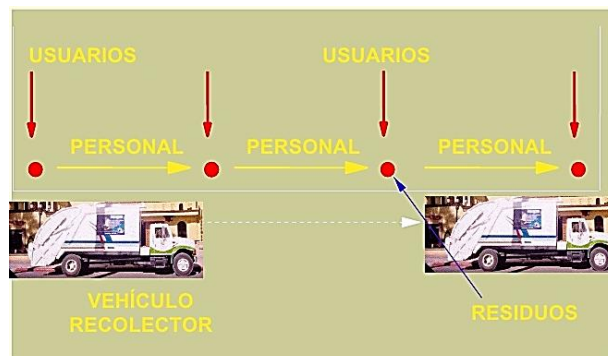 USUARIOS USUARIOS
PERSONAL PERSONAL PERSONAL
VEHÍCULO
RECOLECTOR
RESIDUOS